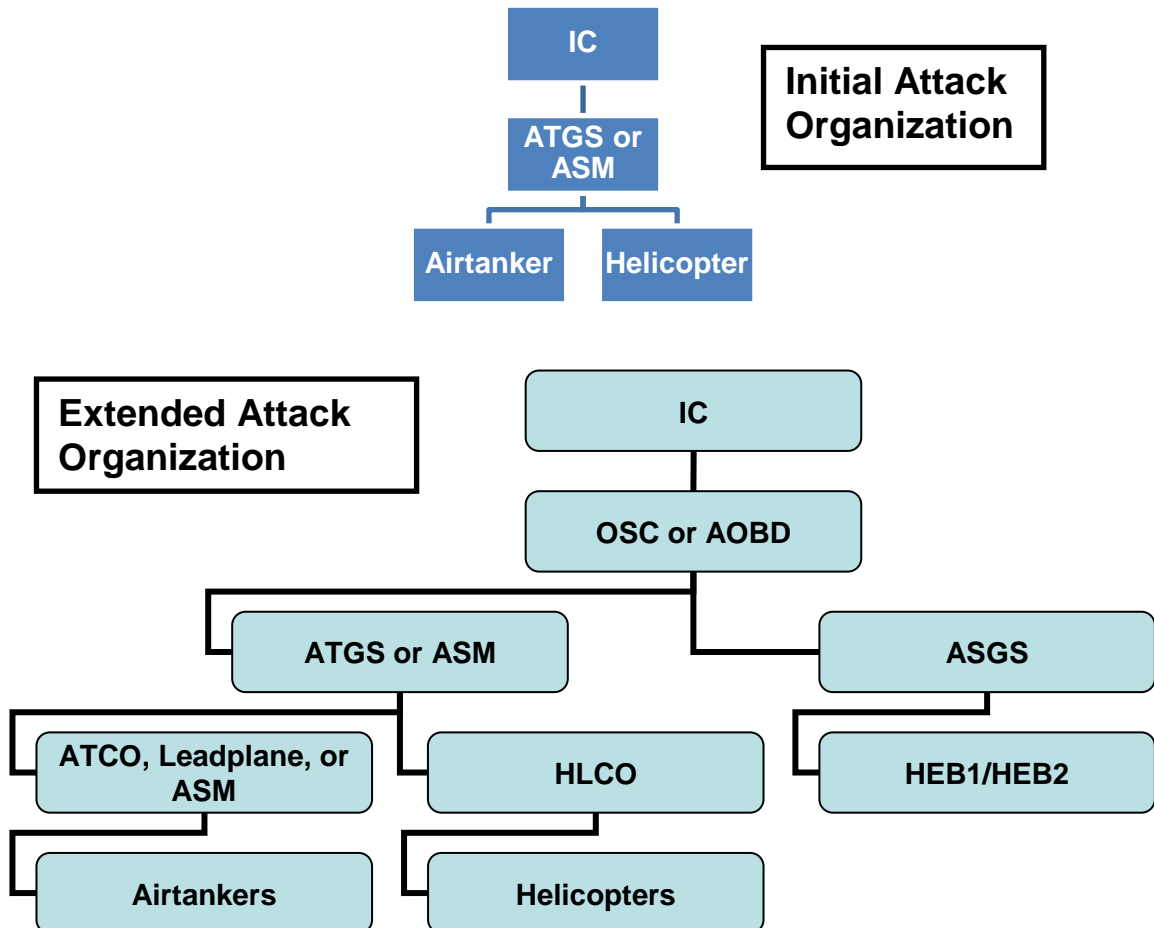 IC
Initial Attack
Organization
ATGS or
ASM
Airtanker
Helicopter
Extended Attack
Organization
IC
OSC or AOBD
ATGS or ASM
ASGS
ATCO, Leadplane, or
ASM
HLCO
HEB1/HEB2
Airtankers
Helicopters